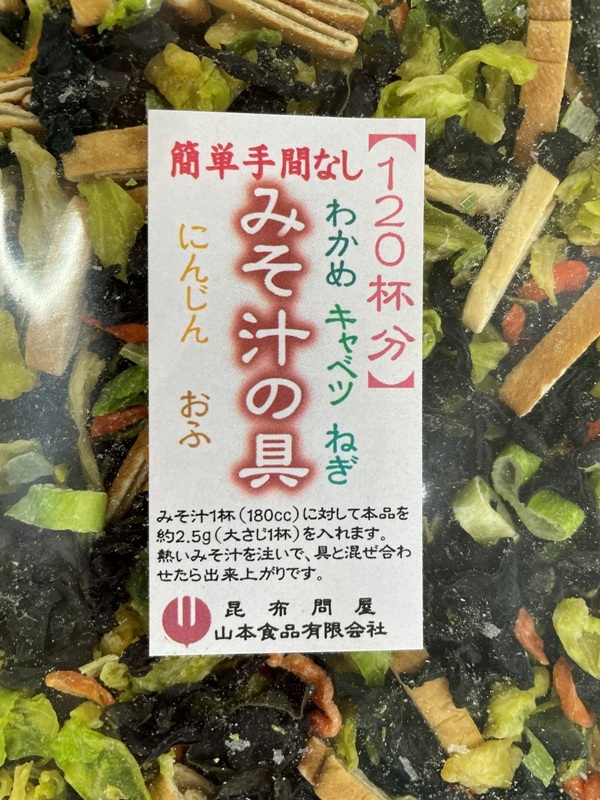 【120杯分】
簡単手間なし
わかめ キャベツ ねぎ
みそ汁の具
にんじん おふ
みそ汁1杯(180cc)に対して本品を
約2.5g(大さじ1杯)を入れます。
熱いみそ汁を注いで、具と混ぜ合わ
せたら出来上がりです。
昆布問屋
山本食品有限会社